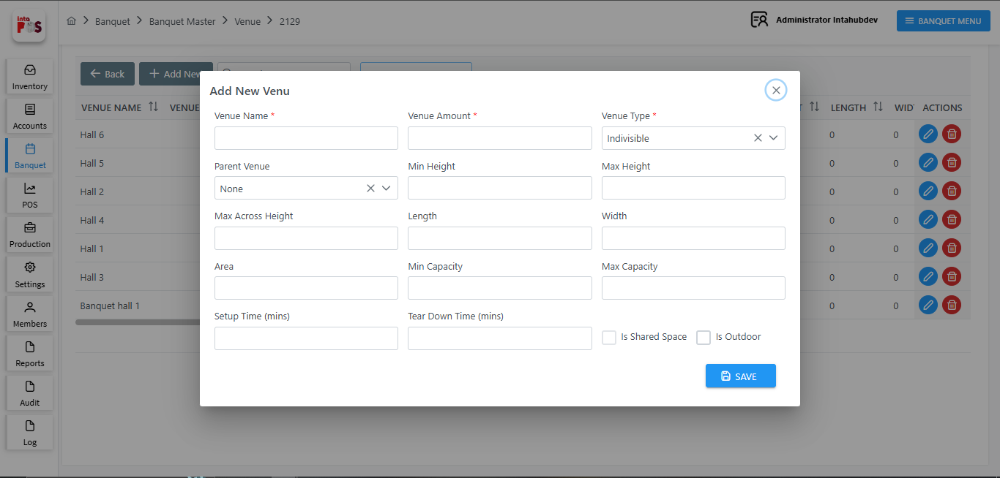 Inta
POS
Banquet
Banquet Master
Venue
2129
Administrator Intahubdev
BANQUET MENU
Inventory
Accounts
Banquet
POS
Production
Settings
Members
Reports
Audit
Log
Back
Add New
VENUE NAME
VENUE
LENGTH
ACTIONS
Hall 6
0
0
Hall 5
0
0
Hall 2
0
0
Hall 4
0
0
Hall 1
0
0
Hall 3
0
0
Banquet hall 1
0
0
Add New Venu
Venue Name *
Venue Amount *
Venue Type *
Indivisible
Parent Venue
Min Height
Max Height
None
Max Across Height
Length
Width
Area
Min Capacity
Max Capacity
Setup Time (mins)
Tear Down Time (mins)
Is Shared Space
Is Outdoor
SAVE